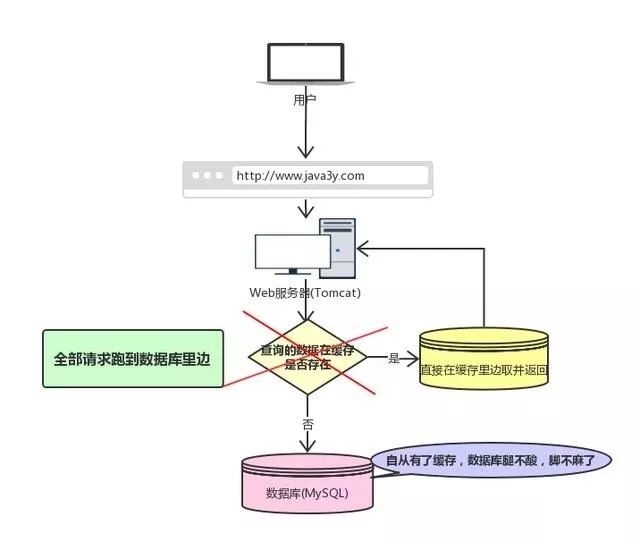 用户
http://www.java3y.com
Web服务器(Tomcat)
全部请求跑到数据库里边
查询的数据在缓存
是否存在
是
直接在缓存里边取并返回
否
自从有了缓存，数据库腿不酸，脚不麻了
数据库(MySQL)